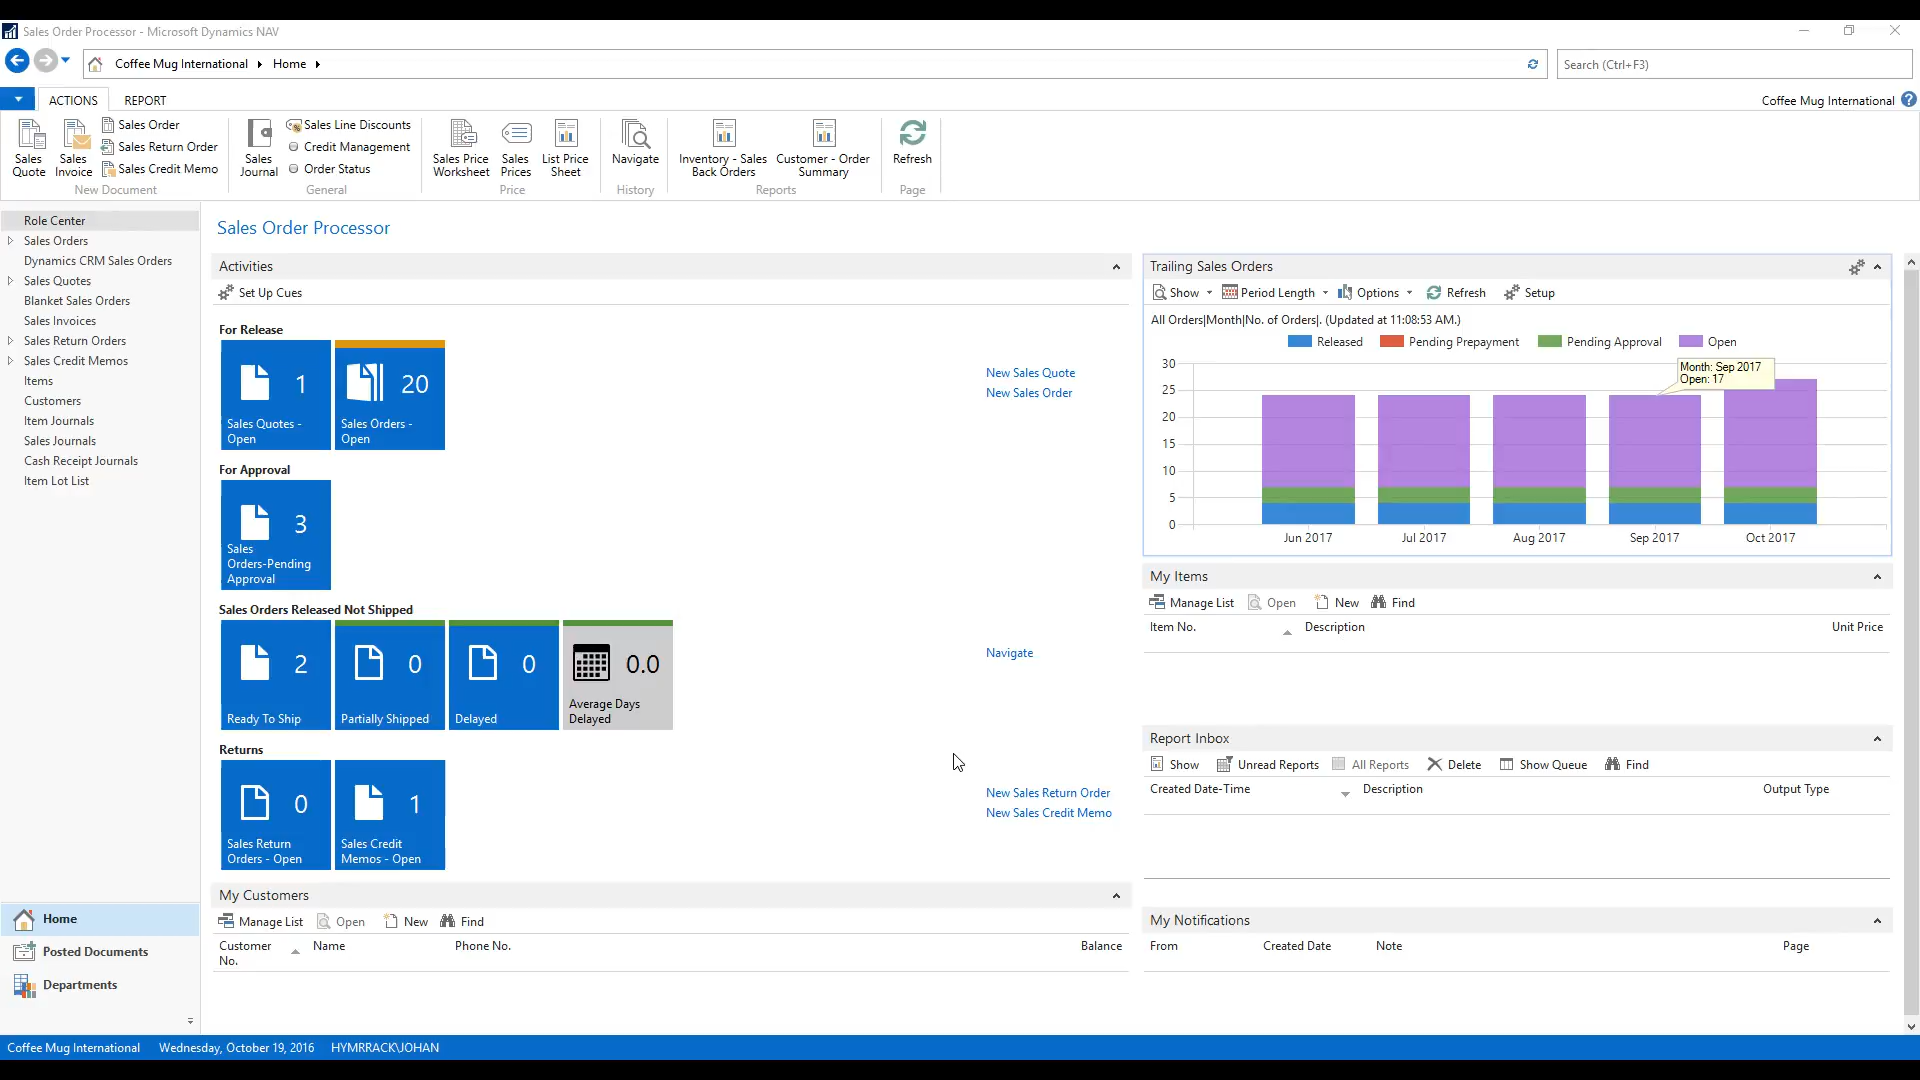 Sales Order Processor - Microsoft Dynamics NAV
Coffee Mug International
Home
Search (Ctrl+F3)
ACTIONS
REPORT
Coffee Mug International
Sales Quote
Sales Invoice
Sales Order
Sales Return Order
Sales Credit Memo
New Document
Sales Journal
Sales Line Discounts
Credit Management
Order Status
General
Sales Price Worksheet
Sales Prices
List Price Sheet
Price
Navigate
History
Inventory - Sales Back Orders
Customer - Order Summary
Reports
Refresh
Page
Role Center
Sales Orders
Dynamics CRM Sales Orders
Sales Quotes
Blanket Sales Orders
Sales Invoices
Sales Return Orders
Sales Credit Memos
Items
Customers
Item Journals
Sales Journals
Cash Receipt Journals
Item Lot List
Home
Posted Documents
Departments
Sales Order Processor
Activities
Set Up Cues
For Release
1
Sales Quotes - Open
20
Sales Orders - Open
New Sales Quote
New Sales Order
For Approval
3
Sales Orders-Pending Approval
Sales Orders Released Not Shipped
2
Ready To Ship
0
Partially Shipped
0
Delayed
0.0
Average Days Delayed
Navigate
Returns
0
Sales Return Orders - Open
1
Sales Credit Memos - Open
New Sales Return Order
New Sales Credit Memo
My Customers
Manage List
Open
New
Find
Customer No.
Name
Phone No.
Balance
Trailing Sales Orders
Show
Period Length
Options
Refresh
Setup
All Orders|Month|No. of Orders|. (Updated at 11:08:53 AM.)
Released
Pending Prepayment
Pending Approval
Open
Month: Sep 2017
Open: 17
30
25
20
15
10
5
0
Jun 2017
Jul 2017
Aug 2017
Sep 2017
Oct 2017
My Items
Manage List
Open
New
Find
Item No.
Description
Unit Price
Report Inbox
Show
Unread Reports
All Reports
Delete
Show Queue
Find
Created Date-Time
Description
Output Type
My Notifications
From
Created Date
Note
Page
Coffee Mug International
Wednesday, October 19, 2016
HYMRRACK\JOHAN